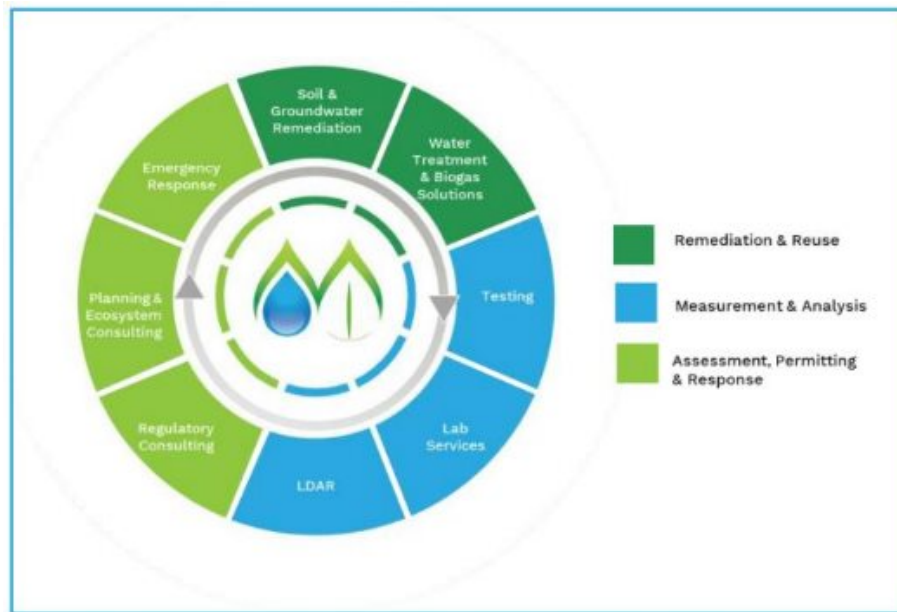 Soil &
Groundwater
Remediation
Water
Treatment
& Biogas
Solutions
Testing
Lab
Services
LDAR
Regulatory
Consulting
Planning &
Ecosystem
Consulting
Emergency
Response
Remediation & Reuse
Measurement & Analysis
Assessment, Permitting
& Response